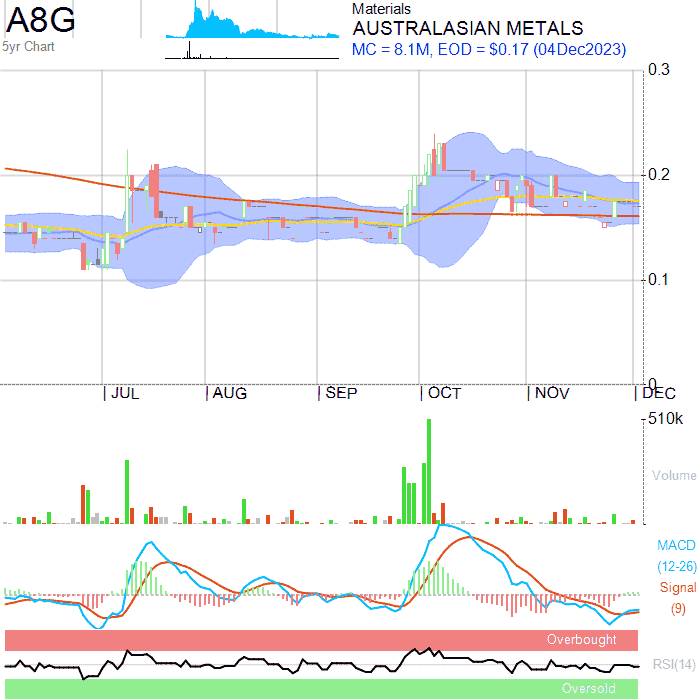 A8G
5yr Chart
Materials
AUSTRALASIAN METALS
MC = 8.1M, EOD = $0.17 (04Dec2023)
0.3
0.2
0.1
0
JUL
AUG
SEP
OCT
NOV
DEC
510k
Volume
MACD
(12-26)
Signal
(9)
Overbought
RSI(14)
Oversold